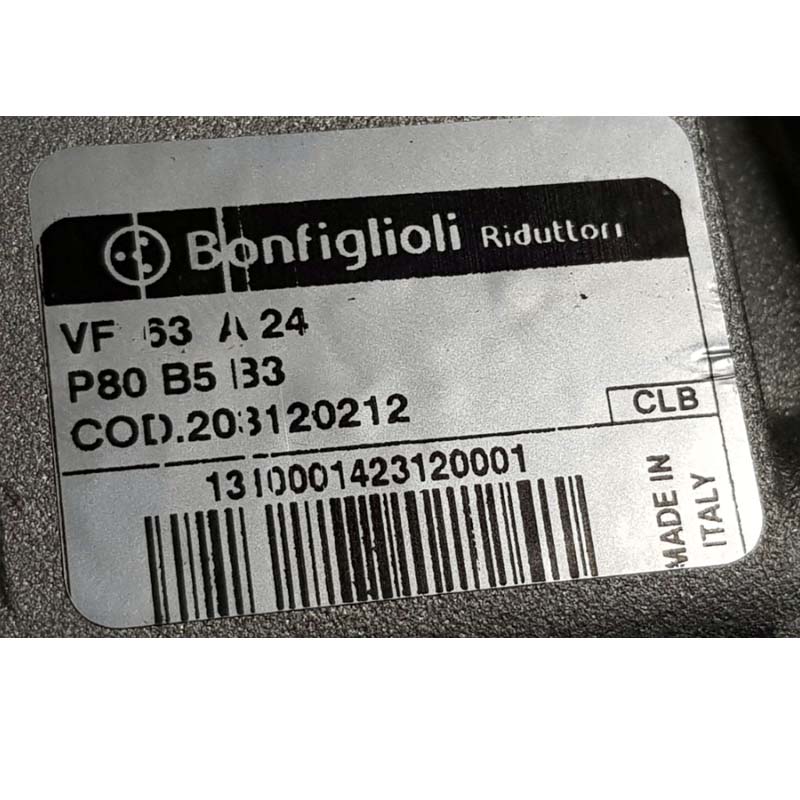 Bonfiglioli Riduttori
VF 63 A 24
P80 B5 B3
COD.203120212
CLB
1310001423120001
MADE IN
ITALY